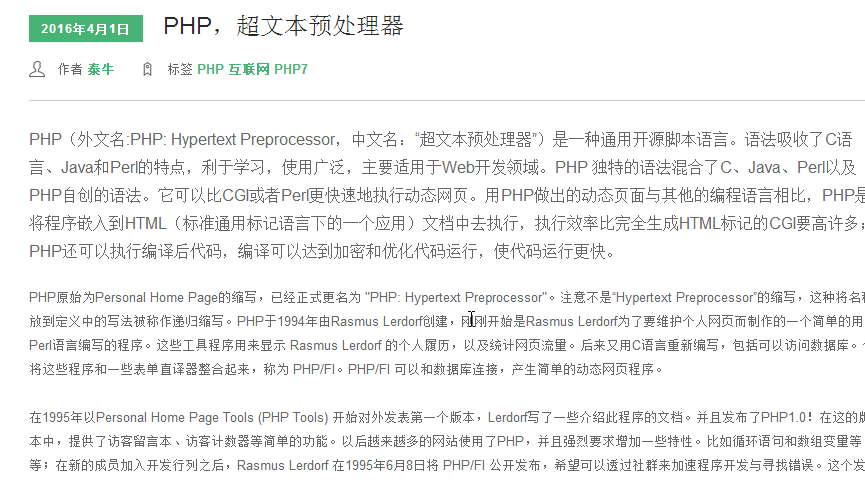 2016年4月1日 PHP，超文本预处理器
作者 泰牛 标签 PHP 互联网 PHP7
PHP（外文名:PHP: Hypertext Preprocessor，中文名：“超文本预处理器”）是一种通用开源脚本语言。语法吸收了C语
言、Java和Perl的特点，利于学习，使用广泛，主要适用于Web开发领域。PHP 独特的语法混合了C、Java、Perl以及
PHP自创的语法。它可以比CGI或者Perl更快速地执行动态网页。用PHP做出的动态页面与其他的编程语言相比，PHP是
将程序嵌入到HTML（标准通用标记语言下的一个应用）文档中去执行，执行效率比完全生成HTML标记的CGI要高许多；
PHP还可以执行编译后代码，编译可以达到加密和优化代码运行，使代码运行更快。
PHP原始为Personal Home Page的缩写，已经正式更名为 "PHP: Hypertext Preprocessor"。注意不是“Hypertext Preprocessor”的缩写，这种将名称
放到定义中的写法被称作递归缩写。PHP于1994年由Rasmus Lerdorf创建，刚刚开始是Rasmus Lerdorf为了要维护个人网页而制作的一个简单的用
Perl语言编写的程序。这些工具程序用来显示 Rasmus Lerdorf 的个人履历，以及统计网页流量。后来又用C语言重新编写，包括可以访问数据库。
将这些程序和一些表单直译器整合起来，称为 PHP/FI。PHP/FI 可以和数据库连接，产生简单的动态网页程序。
在1995年以Personal Home Page Tools (PHP Tools) 开始对外发表第一个版本，Lerdorf写了一些介绍此程序的文档。并且发布了PHP1.0！在这的版
本中，提供了访客留言本、访客计数器等简单的功能。以后越来越多的网站使用了PHP，并且强烈要求增加一些特性。比如循环语句和数组变量等
等；在新的成员加入开发行列之后，Rasmus Lerdorf 在1995年6月8日将 PHP/FI 公开发布，希望可以透过社群来加速程序开发与寻找错误。这个发